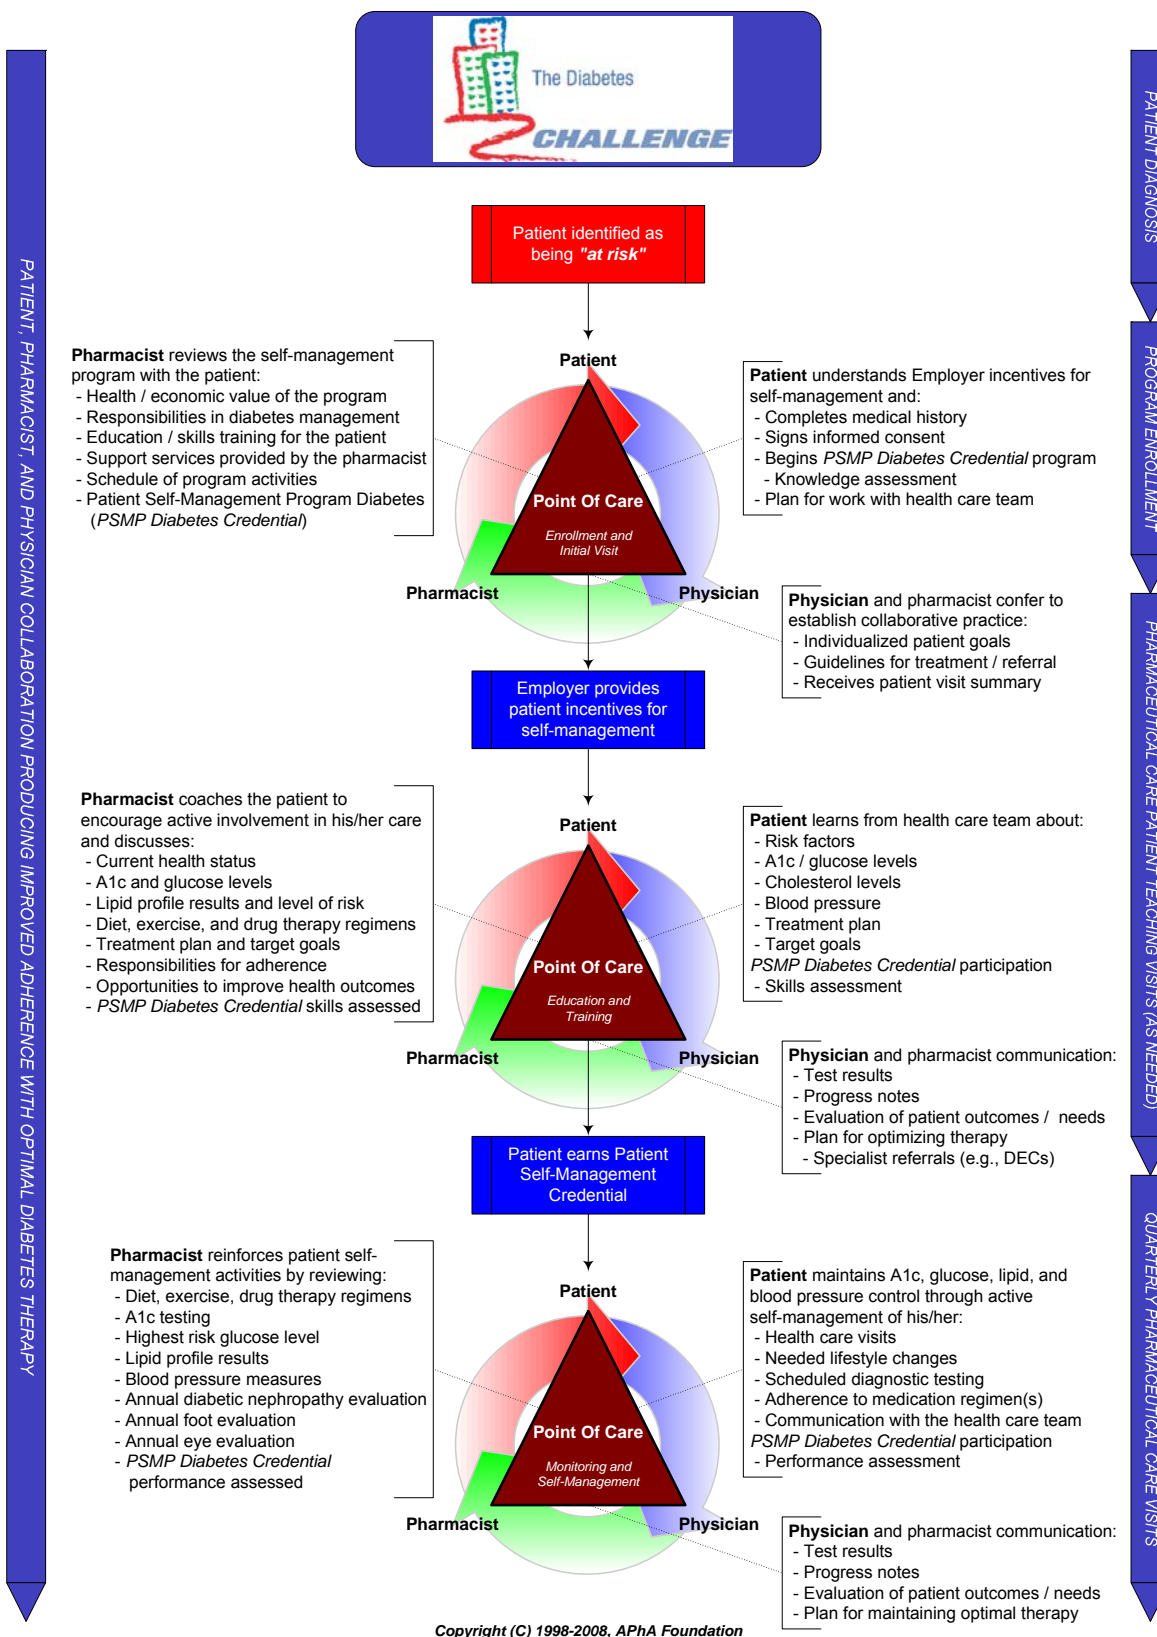 The Diabetes
CHALLENGE
PATIENT, PHARMACIST, AND PHYSICIAN COLLABORATION PRODUCING IMPROVED ADHERENCE WITH OPTIMAL DIABETES THERAPY
PATIENT DIAGNOSIS
PROGRAM ENROLLMENT
PHARMACEUTICAL CARE PATIENT TEACHING VISITS (AS NEEDED)
QUARTERLY PHARMACEUTICAL CARE VISITS
Patient identified as
being "at risk"
Patient
Pharmacist reviews the self-management
program with the patient:
- Health / economic value of the program
- Responsibilities in diabetes management
- Education / skills training for the patient
- Support services provided by the pharmacist
- Schedule of program activities
- Patient Self-Management Program Diabetes
(PSMP Diabetes Credential)
Patient understands Employer incentives for
self-management and:
- Completes medical history
- Signs informed consent
- Begins PSMP Diabetes Credential program
- Knowledge assessment
- Plan for work with health care team
Point Of Care
Enrollment and
Initial Visit
Pharmacist
Physician
Physician and pharmacist confer to
establish collaborative practice:
- Individualized patient goals
- Guidelines for treatment / referral
- Receives patient visit summary
Employer provides
patient incentives for
self-management
Patient
Pharmacist coaches the patient to
encourage active involvement in his/her care
and discusses:
- Current health status
- A1c and glucose levels
- Lipid profile results and level of risk
- Diet, exercise, and drug therapy regimens
- Treatment plan and target goals
- Responsibilities for adherence
- Opportunities to improve health outcomes
- PSMP Diabetes Credential skills assessed
Patient learns from health care team about:
- Risk factors
- A1c / glucose levels
- Cholesterol levels
- Blood pressure
- Treatment plan
- Target goals
PSMP Diabetes Credential participation
- Skills assessment
Point Of Care
Education and
Training
Pharmacist
Physician
Physician and pharmacist communication:
- Test results
- Progress notes
- Evaluation of patient outcomes / needs
- Plan for optimizing therapy
- Specialist referrals (e.g., DECs)
Patient earns Patient
Self-Management
Credential
Patient
Pharmacist reinforces patient self-
management activities by reviewing:
- Diet, exercise, drug therapy regimens
- A1c testing
- Highest risk glucose level
- Lipid profile results
- Blood pressure measures
- Annual diabetic nephropathy evaluation
- Annual foot evaluation
- Annual eye evaluation
- PSMP Diabetes Credential
performance assessed
Patient maintains A1c, glucose, lipid, and
blood pressure control through active
self-management of his/her:
- Health care visits
- Needed lifestyle changes
- Scheduled diagnostic testing
- Adherence to medication regimen(s)
- Communication with the health care team
PSMP Diabetes Credential participation
- Performance assessment
Point Of Care
Monitoring and
Self-Management
Pharmacist
Physician
Physician and pharmacist communication:
- Test results
- Progress notes
- Evaluation of patient outcomes / needs
- Plan for maintaining optimal therapy
Copyright (C) 1998-2008, APhA Foundation